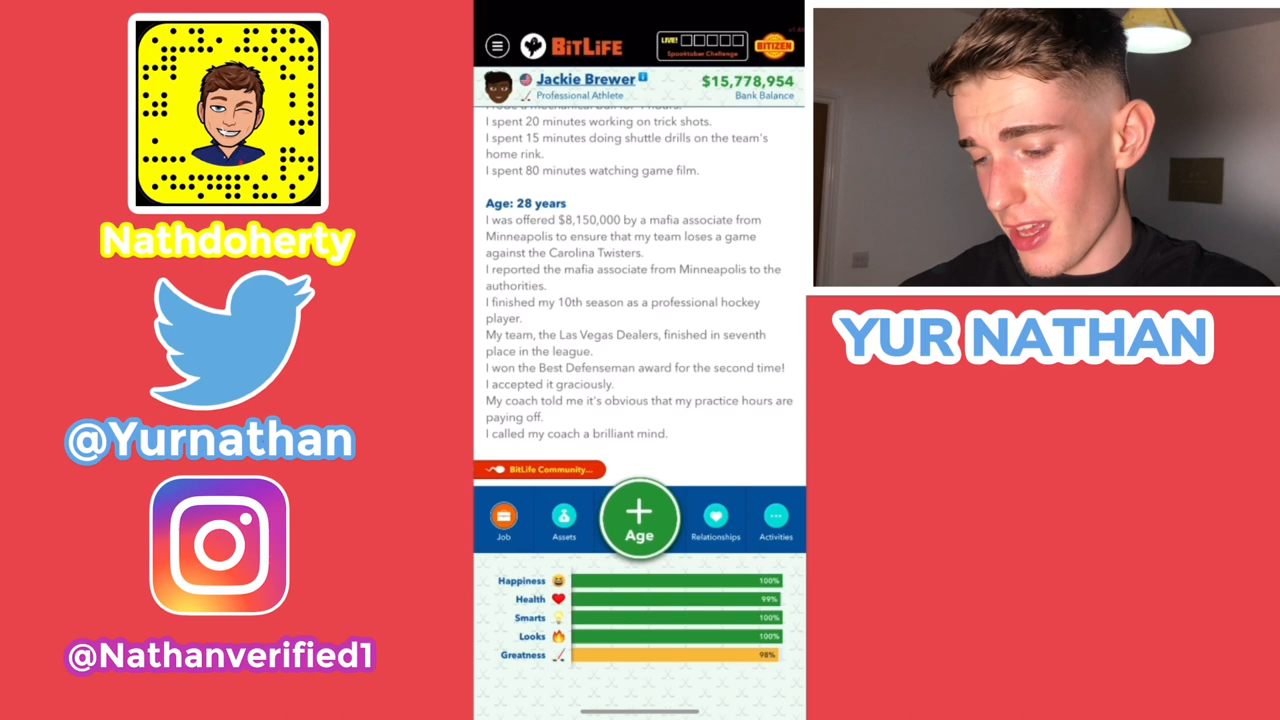 Nathdoherty
@Yurnathan
@Nathanverified1
BitLife
LIVE!
Spooktober Challenge
BITIZEN
Jackie Brewer
Professional Athlete
$15,778,954
Bank Balance
I spent 20 minutes working on trick shots.
I spent 15 minutes doing shuttle drills on the team's
home rink.
I spent 80 minutes watching game film.
Age: 28 years
I was offered $8,150,000 by a mafia associate from
Minneapolis to ensure that my team loses a game
against the Carolina Twisters.
I reported the mafia associate from Minneapolis to the
authorities.
I finished my 10th season as a professional hockey
player.
My team, the Las Vegas Dealers, finished in seventh
place in the league.
I won the Best Defenseman award for the second time!
I accepted it graciously.
My coach told me it's obvious that my practice hours are
paying off.
I called my coach a brilliant mind.
BitLife Community...
Job
Assets
+
Age
Relationships
Activities
Happiness 100%
Health 99%
Smarts 100%
Looks 100%
Greatness 98%
YUR NATHAN